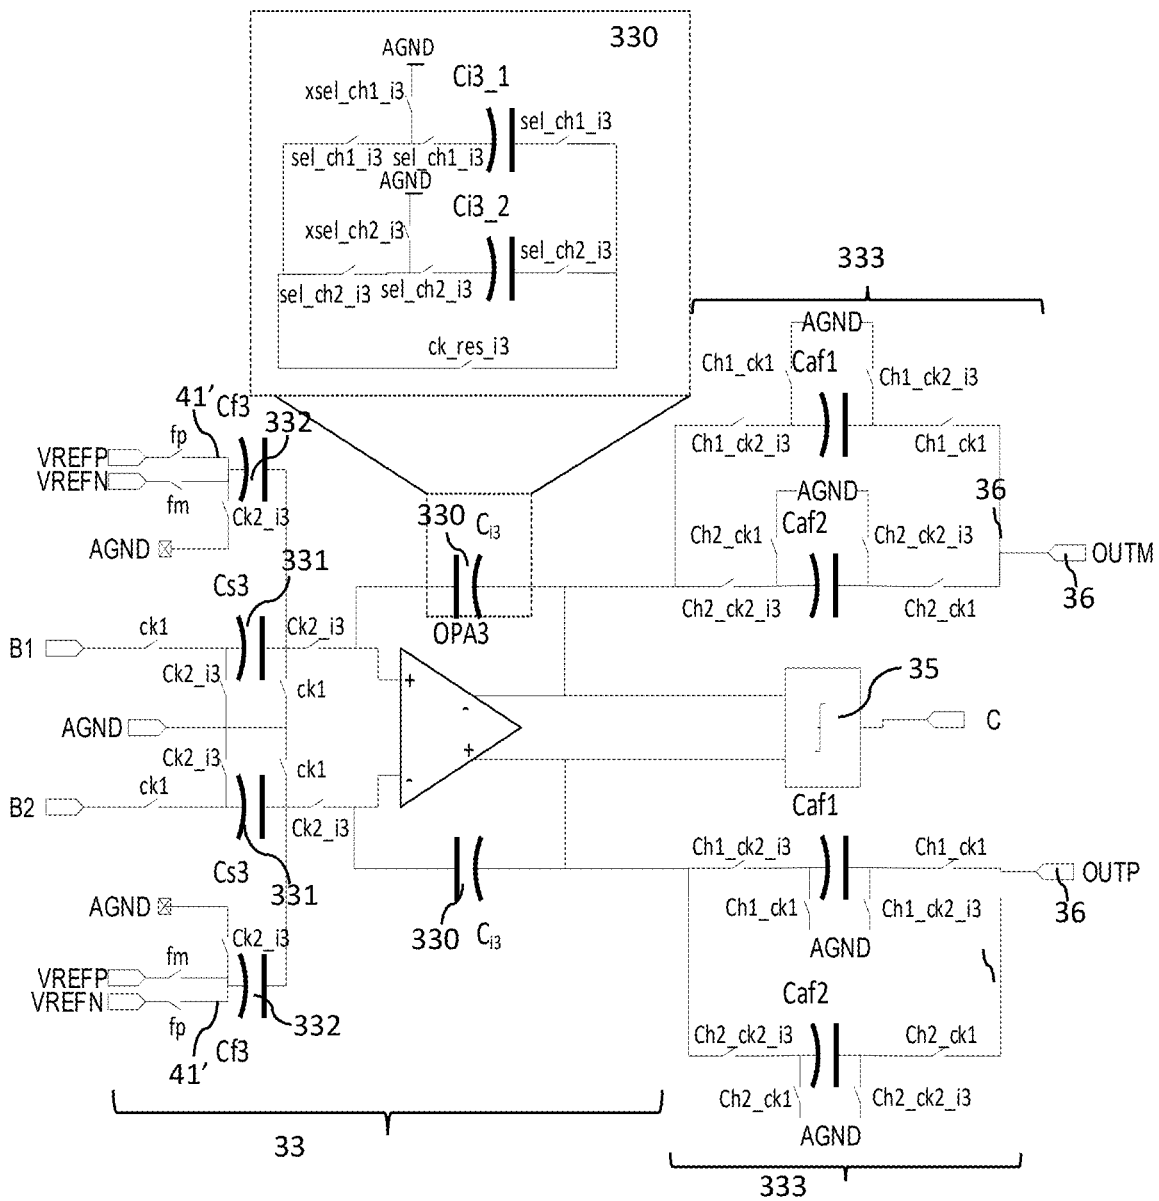 330
AGND
Ci3_1
xsel_ch1_i3
sel_ch1_i3
sel_ch1_i3 sel_ch1_i3
AGND
Ci3_2
xsel_ch2_i3
sel_ch2_i3
sel_ch2_i3 sel_ch2_i3
ck_res_i3
333
AGND
Ch1_ck1 Caf1 Ch1_ck2_i3
Ch1_ck2_i3 Ch1_ck1
AGND
36
Ch2_ck1 Caf2 Ch2_ck2_i3
Ch2_ck2_i3 Ch2_ck1
OUTM
36
41' Cf3 332
VREFP fp
VREFN fm
Ck2_i3
AGND
330 Ci3
OPA3
Cs3 331
B1 ck1 Ck2_i3
Ck2_i3 ck1
+ -
AGND
35
C
+ -
Ck2_i3 ck1
B2 ck1 Ck2_i3
Cs3 331
330 Ci3
Caf1
Ch1_ck2_i3 Ch1_ck1
OUTP
36
Ch1_ck1 Ch1_ck2_i3
AGND
AGND
Ck2_i3
VREFP fm
VREFN fp
332
41' Cf3
Caf2
Ch2_ck2_i3 Ch2_ck1
Ch2_ck1 Ch2_ck2_i3
AGND
33
333